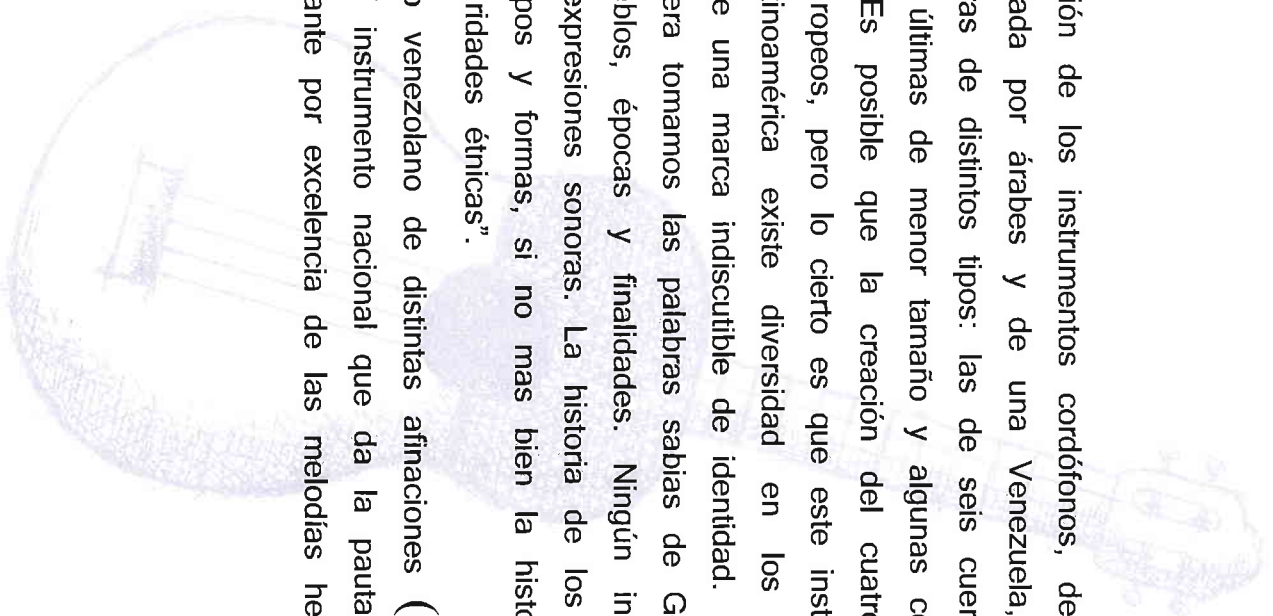 ión de los instrumentos cordófonos, de
ada por árabes y de una Venezuela,
as de distintos tipos: las de seis cuer
últimas de menor tamaño y algunas c
Es posible que la creación del cuatr
ropeos, pero lo cierto es que este inst
inoamérica existe diversidad en los
e una marca indiscutible de identidad.
era tomamos las palabras sabias de G
eblos, épocas y finalidades. Ningún in
expresiones sonoras. La historia de los
pos y formas, si no mas bien la histo
ridades étnicas”.
o venezolano de distintas afinaciones (
instrumento nacional que da la pauta
ante por excelencia de las melodías he